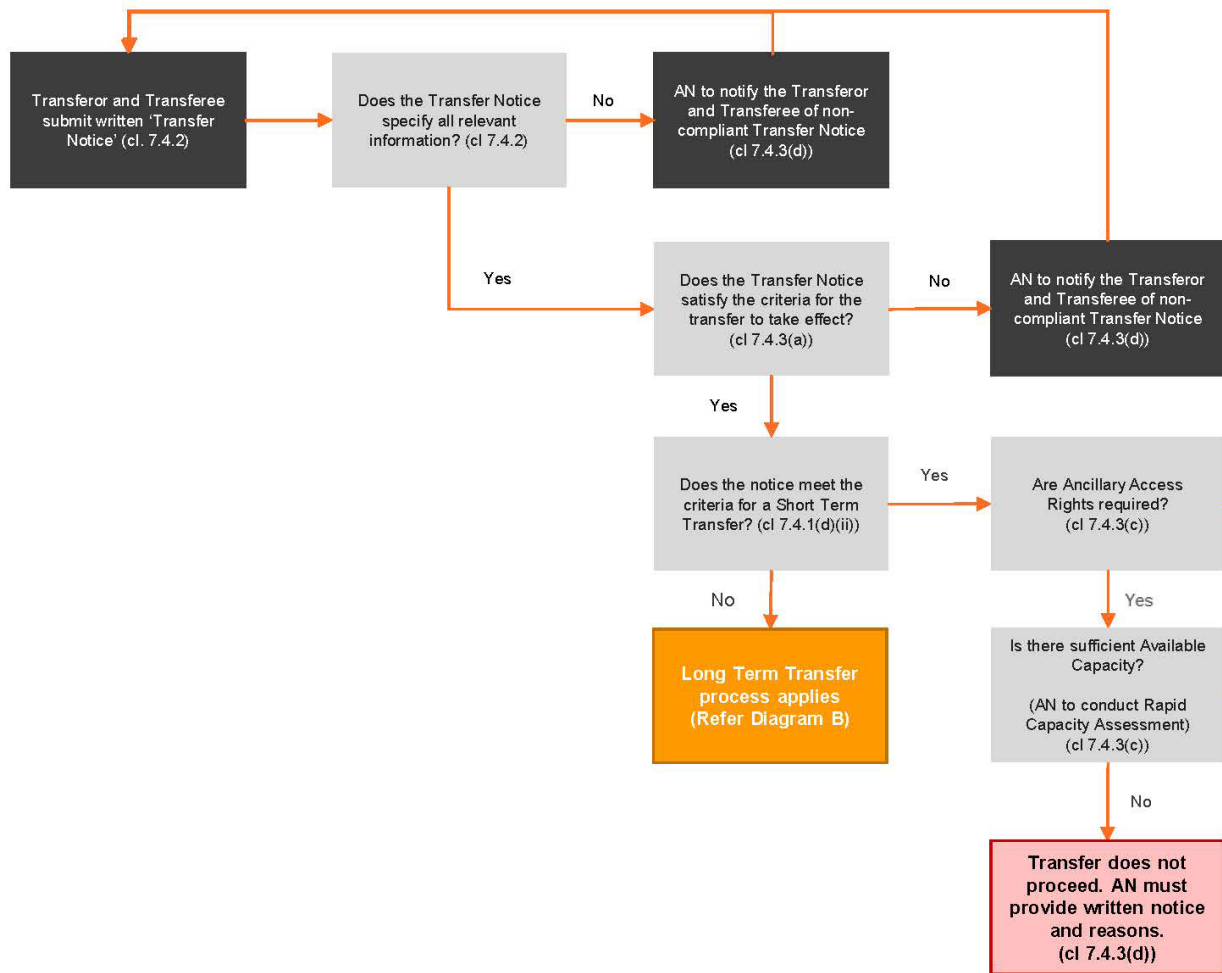 Transferor and Transferee
submit written ‘Transfer
Notice’ (cl. 7.4.2)
Does the Transfer Notice
specify all relevant
information? (cl 7.4.2)
No
AN to notify the Transferor
and Transferee of non-
compliant Transfer Notice
(cl 7.4.3(d))
Yes
Does the Transfer Notice
satisfy the criteria for the
transfer to take effect?
(cl 7.4.3(a))
No
AN to notify the Transferor
and Transferee of non-
compliant Transfer Notice
(cl 7.4.3(d))
Yes
Does the notice meet the
criteria for a Short Term
Transfer? (cl 7.4.1(d)(ii))
Yes
Are Ancillary Access
Rights required?
(cl 7.4.3(c))
No
Yes
Long Term Transfer
process applies
(Refer Diagram B)
Is there sufficient Available
Capacity?
(AN to conduct Rapid
Capacity Assessment)
(cl 7.4.3(c))
No
Transfer does not
proceed. AN must
provide written notice
and reasons.
(cl 7.4.3(d))